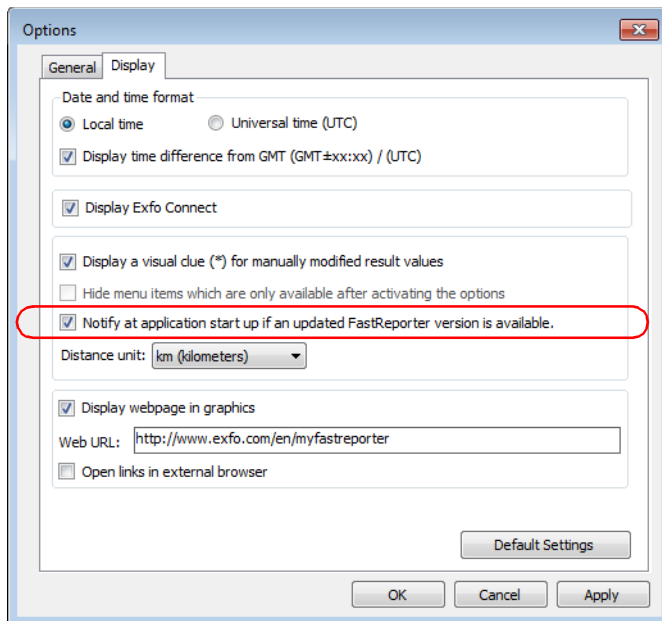 Options
General Display
Date and time format
Local time Universal time (UTC)
Display time difference from GMT (GMT±xx:xx) / (UTC)
Display Exfo Connect
Display a visual clue (*) for manually modified result values
Hide menu items which are only available after activating the options
Notify at application start up if an updated FastReporter version is available.
Distance unit: km (kilometers)
Display webpage in graphics
Web URL: http://www.exfo.com/en/myfastreporter
Open links in external browser
Default Settings
OK Cancel Apply